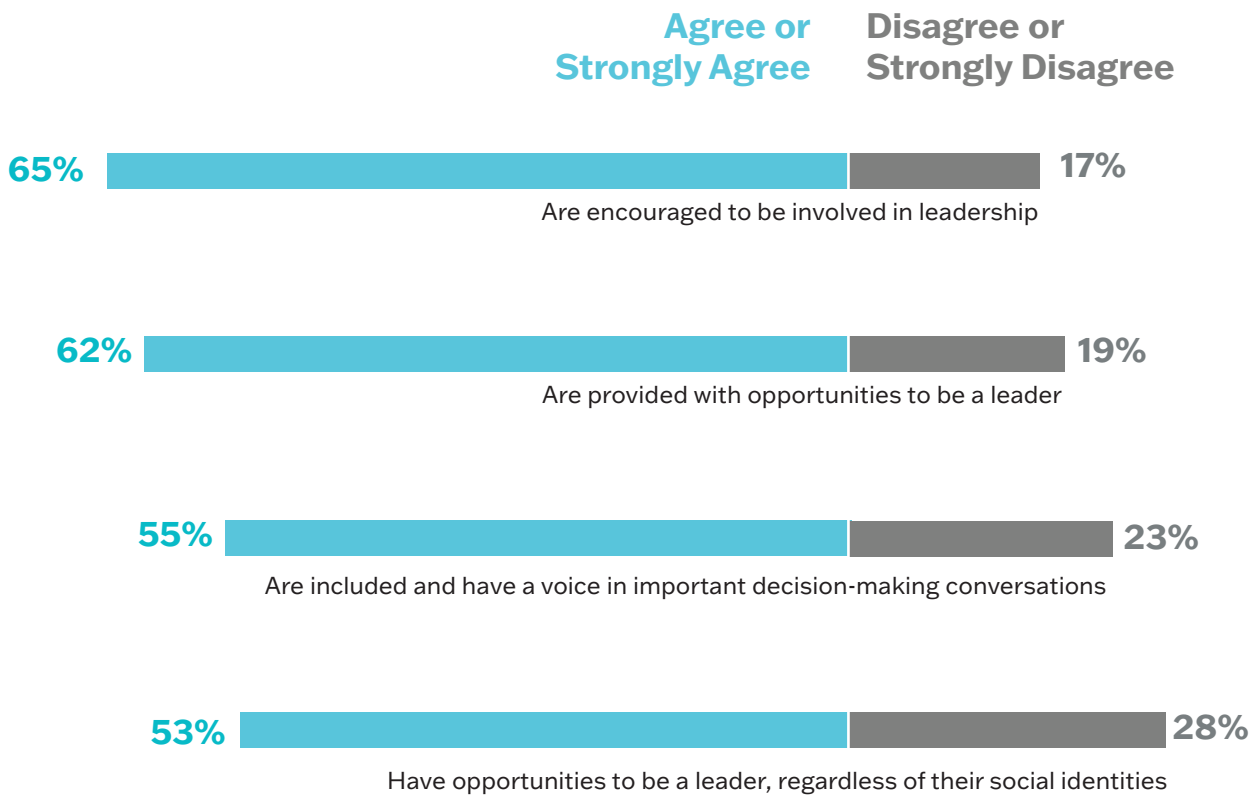 Agree or
Strongly Agree
Disagree or
Strongly Disagree
65%
17%
Are encouraged to be involved in leadership
62%
19%
Are provided with opportunities to be a leader
55%
23%
Are included and have a voice in important decision-making conversations
53%
28%
Have opportunities to be a leader, regardless of their social identities